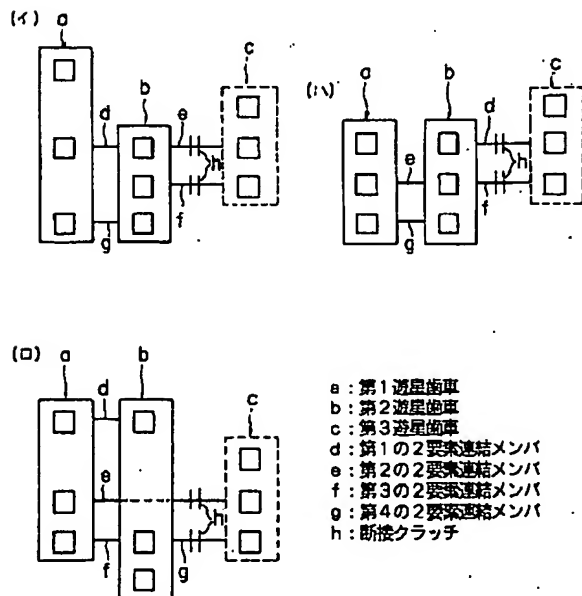 (イ)
a
d
b
e
c
h
f
g
(ハ)
a
b
c
d
e
h
f
g
(ロ)
a
b
d
c
e
h
f
g
a : 第1遊星歯車
b : 第2遊星歯車
c : 第3遊星歯車
d : 第1の2要素連結メンバ
e : 第2の2要素連結メンバ
f : 第3の2要素連結メンバ
g : 第4の2要素連結メンバ
h : 断接クラッチ